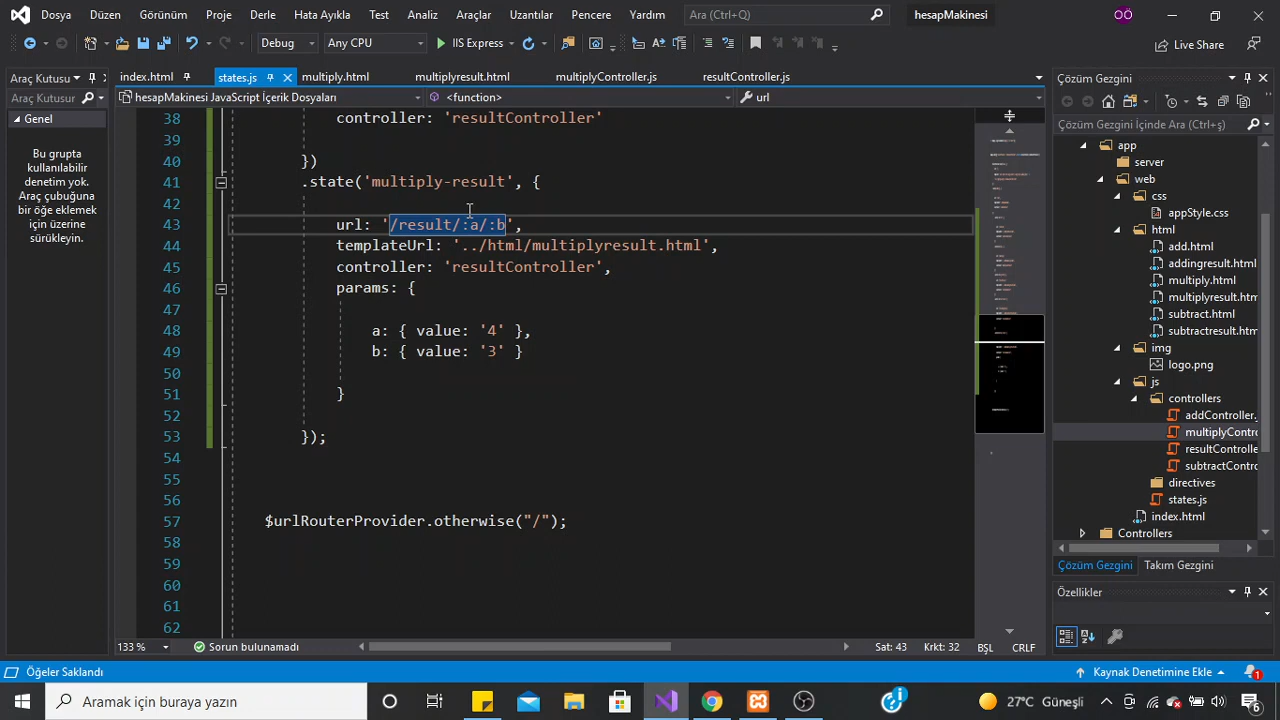 Dosya Düzen Görünüm Git Proje Derle Hata Ayıkla Test Analiz Araçlar Uzantılar Pencere Yardım Ara (Ctrl+Q) hesapMakinesi
Debug Any CPU IIS Express Live Share
Araç Kutusu
Araç Kutusur
Genel
Bu grupta
kullanılabilir
denetim yok.
Araç çubuğuna
bir öğe eklemek
için öğeyi
buraya
sürükleyin.
index.html states.js multiply.html multiplyresult.html multiplyController.js resultController.js
hesapMakinesi JavaScript İçerik Dosyaları <function> url
38 controller: 'resultController'
39
40 })
41 .state('multiply-result', {
42
43 url: '/result/:a/:b',
44 templateUrl: '../html/multiplyresult.html',
45 controller: 'resultController',
46 params: {
47
48 a: { value: '4' },
49 b: { value: '3' }
50
51 }
52
53 });
54
55
56
57 $urlRouterProvider.otherwise("/");
58
59
60
61
62
133 % Sorun bulunamadı Sat: 43 Krkt: 32 BŞL CRLF
Çözüm Gezgini
Çözüm Gezgini İçinde Ara (Ctrl+ş)
app
server
web
css
myStyle.css
html
add.html
addingresult.html
multiply.html
multiplyresult.htm
subtract.html
subtractresult.htm
img
logo.png
js
controllers
addController.
multiplyContro
resultControlle
subtractContro
directives
states.js
index.html
Controllers
Çözüm Gezgini Takım Gezgini
Özellikler
Öğeler Saklandı Kaynak Denetimine Ekle 1
Aramak için buraya yazın 27°C Güneşli 6